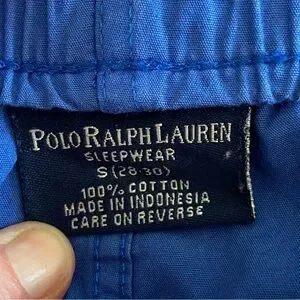 POLO RALPH LAUREN
SLEEPWEAR
S (28-30)
100% COTTON
MADE IN INDONESIA
CARE ON REVERSE